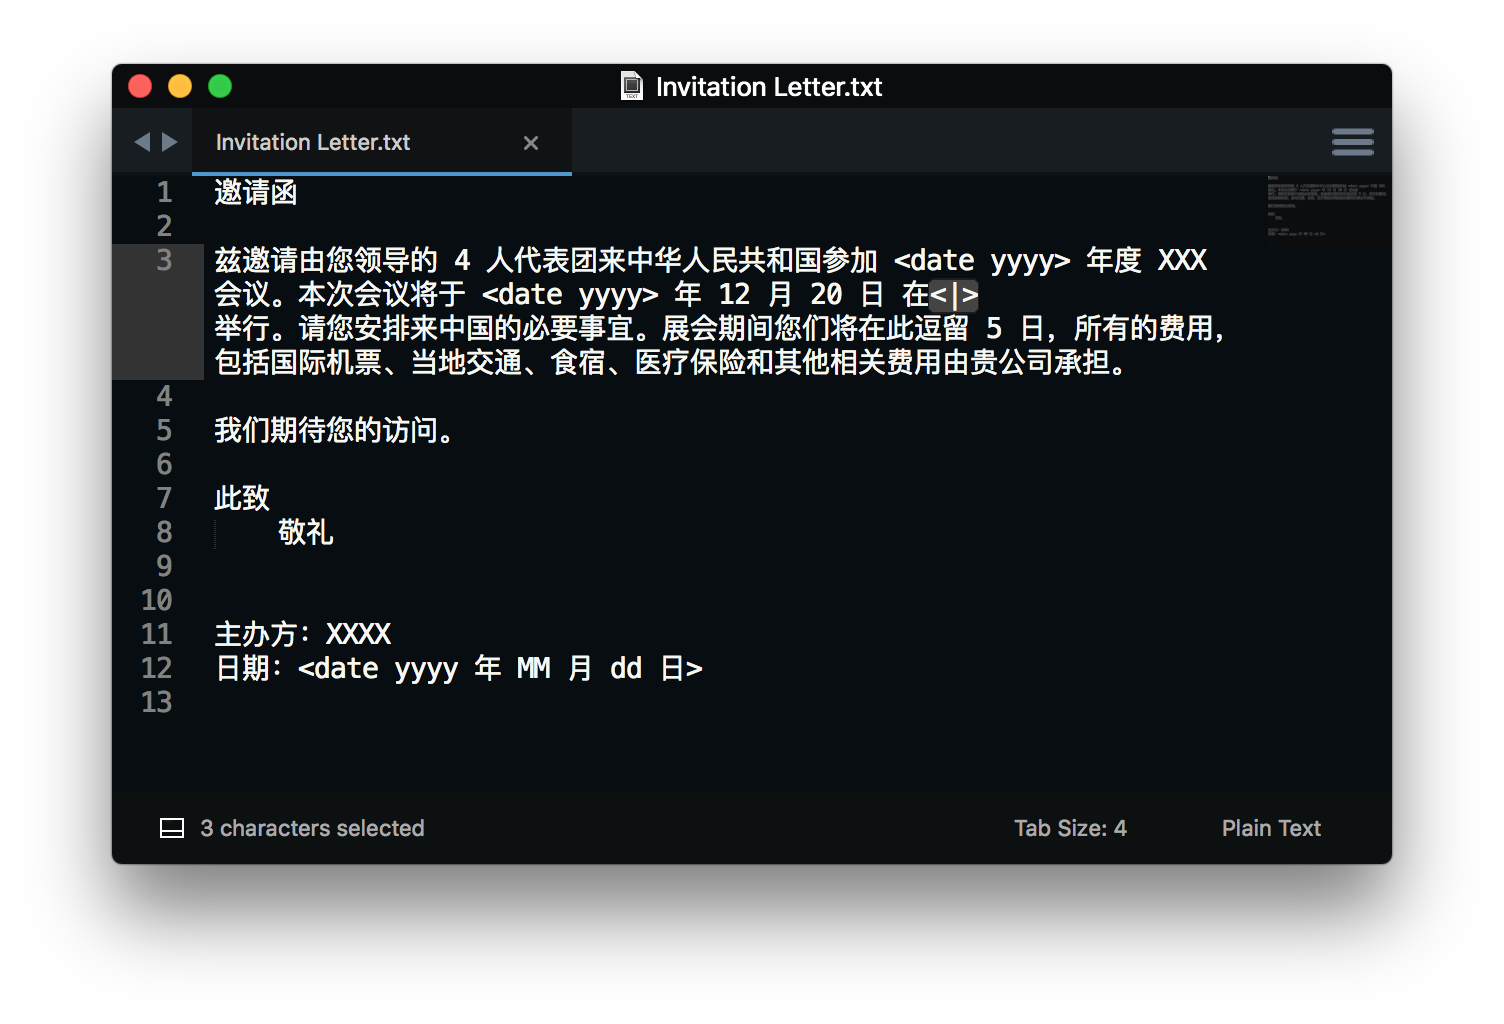 Invitation Letter.txt
Invitation Letter.txt ×
1 邀请函
2
3 兹邀请由您领导的 4 人代表团来中华人民共和国参加 <date yyyy> 年度 XXX
会议。本次会议将于 <date yyyy> 年 12 月 20 日 在<|>
举行。请您安排来中国的必要事宜。展会期间您们将在此逗留 5 日，所有的费用，
包括国际机票、当地交通、食宿、医疗保险和其他相关费用由贵公司承担。
4
5 我们期待您的访问。
6
7 此致
8 敬礼
9
10
11 主办方：XXXX
12 日期：<date yyyy 年 MM 月 dd 日>
13
3 characters selected Tab Size: 4 Plain Text